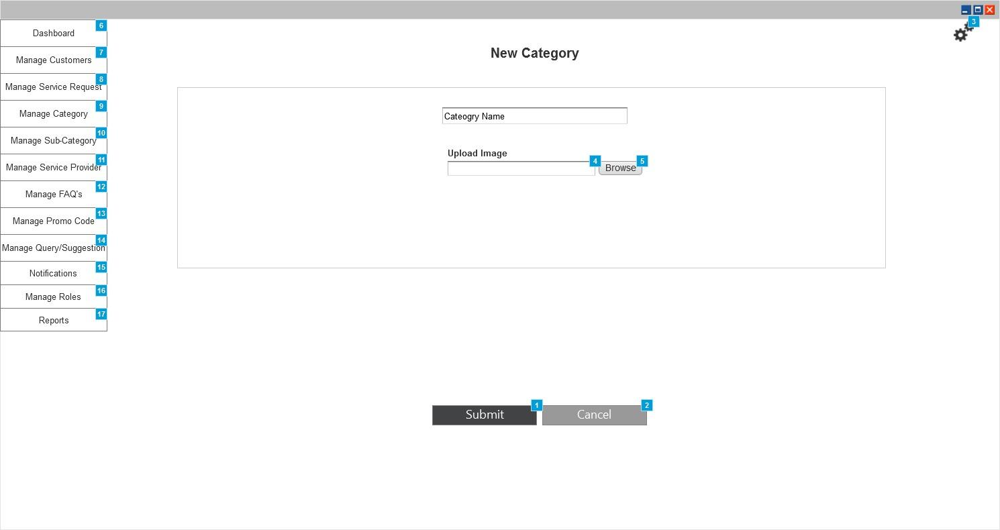 3
6
Dashboard
7
Manage Customers
8
Manage Service Request
9
Manage Category
10
Manage Sub-Category
11
Manage Service Provider
12
Manage FAQ's
13
Manage Promo Code
14
Manage Query/Suggestion
15
Notifications
16
Manage Roles
17
Reports
New Category
Cateogry Name
Upload Image
4
Browse 5
Submit 1
Cancel 2